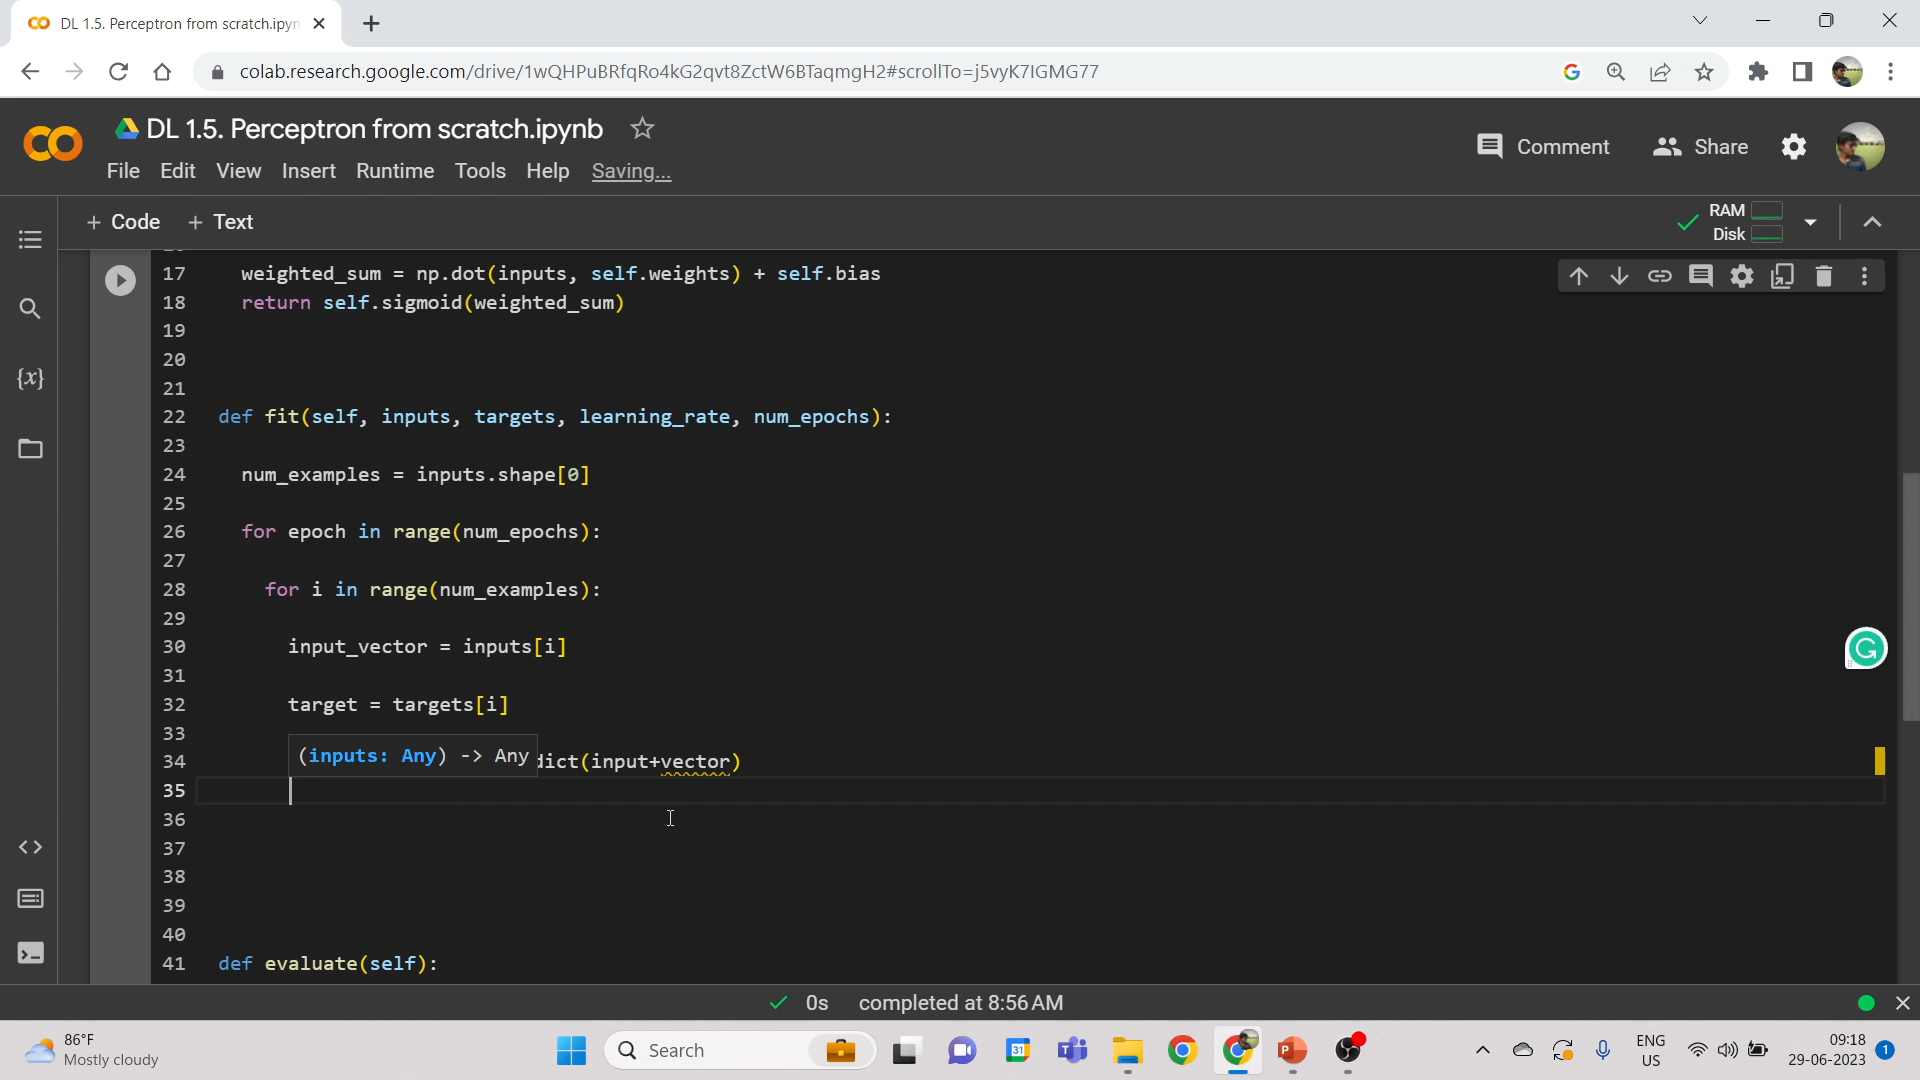 DL 1.5. Perceptron from scratch.ipyn
colab.research.google.com/drive/1wQHPuBRfqRo4kG2qvt8ZctW6BTaqmgH2#scrollTo=j5vyK7IGMG77
DL 1.5. Perceptron from scratch.ipynb
Comment
Share
File Edit View Insert Runtime Tools Help Saving...
+ Code + Text
RAM
Disk
17 weighted_sum = np.dot(inputs, self.weights) + self.bias
18 return self.sigmoid(weighted_sum)
19
20
21
22 def fit(self, inputs, targets, learning_rate, num_epochs):
23
24 num_examples = inputs.shape[0]
25
26 for epoch in range(num_epochs):
27
28 for i in range(num_examples):
29
30 input_vector = inputs[i]
31
32 target = targets[i]
33
(inputs: Any) -> Any
34 dict(input+vector)
35
36
37
38
39
40
41 def evaluate(self):
{x}
0s completed at 8:56 AM
86°F
Mostly cloudy
Search
31
ENG
US
09:18
29-06-2023
1